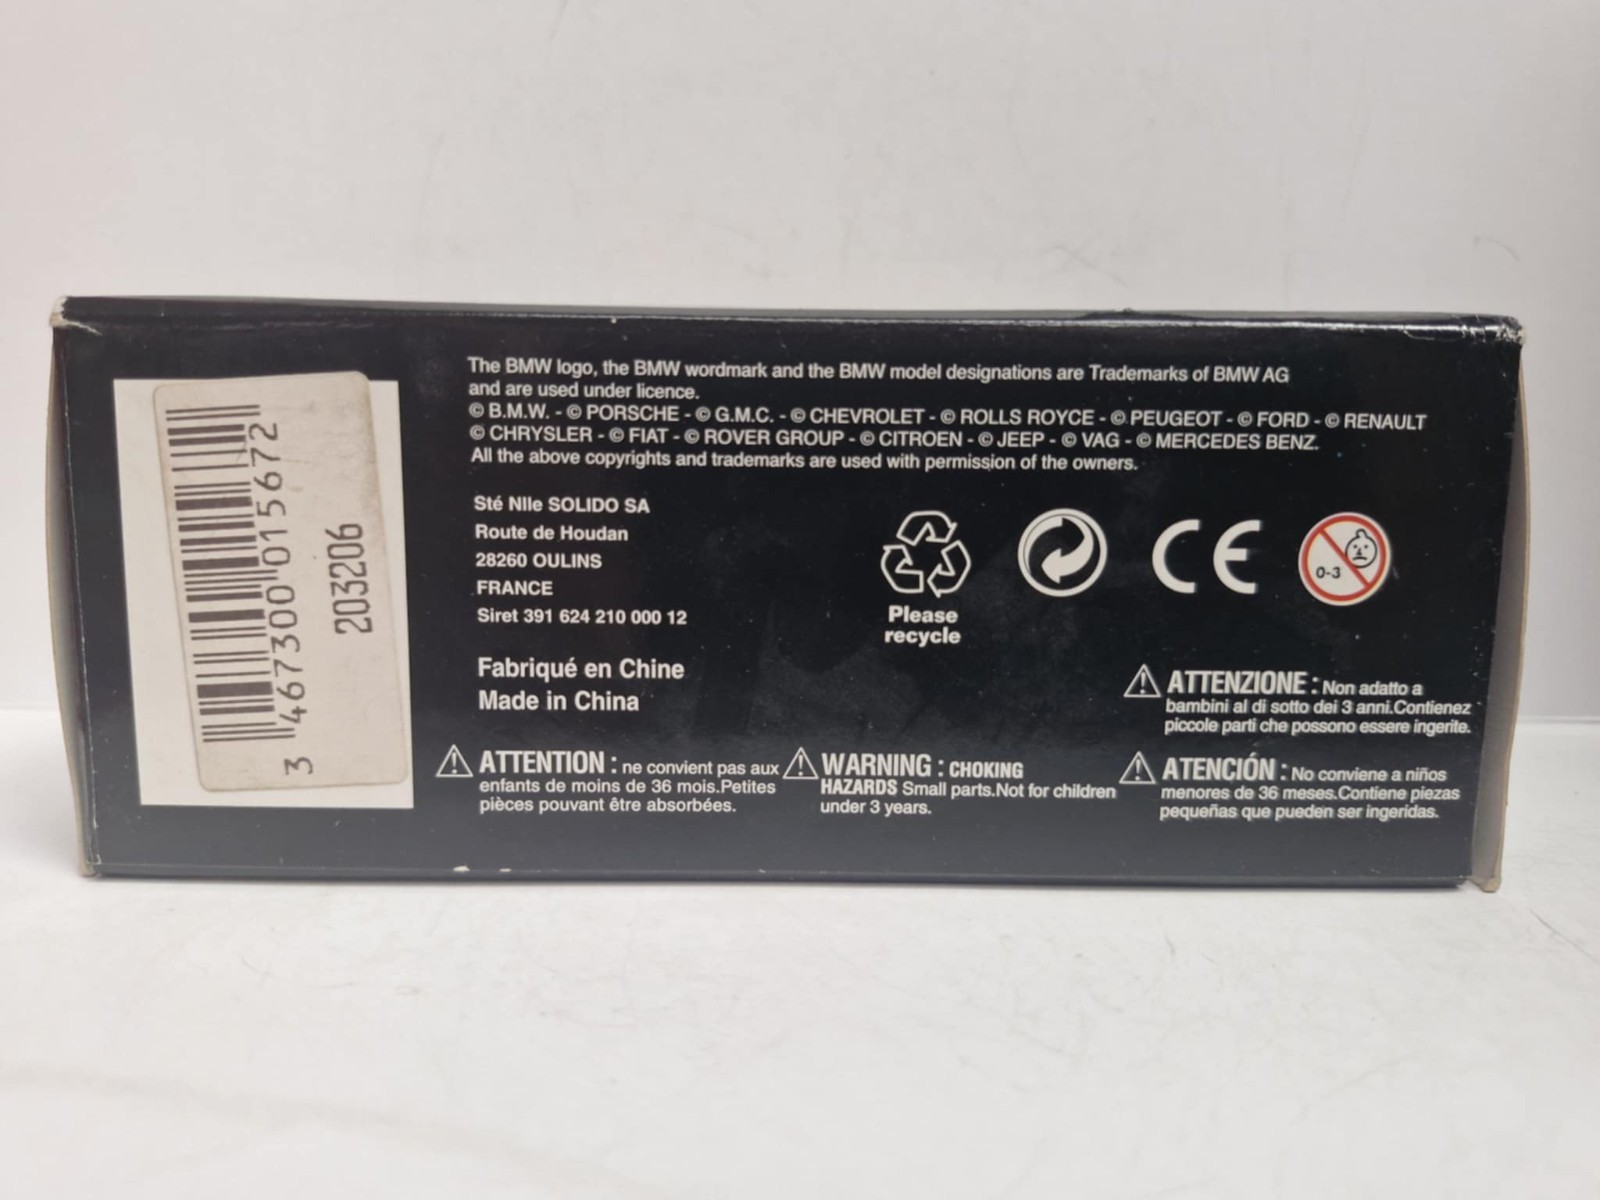 3 467300 015672
203206
The BMW logo, the BMW wordmark and the BMW model designations are Trademarks of BMW AG
and are used under licence.
© B.M.W. - © PORSCHE - © G.M.C. - © CHEVROLET - © ROLLS ROYCE - © PEUGEOT - © FORD - © RENAULT
© CHRYSLER - © FIAT - © ROVER GROUP - © CITROEN - © JEEP - © VAG - © MERCEDES BENZ.
All the above copyrights and trademarks are used with permission of the owners.
Sté Nlle SOLIDO SA
Route de Houdan
28260 OULINS
FRANCE
Siret 391 624 210 000 12
Fabriqué en Chine
Made in China
Please
recycle
CE
0-3
ATTENZIONE : Non adatto a
bambini al di sotto dei 3 anni.Contienez
piccole parti che possono essere ingerite.
ATTENTION : ne convient pas aux
enfants de moins de 36 mois.Petites
pièces pouvant être absorbées.
WARNING : CHOKING
HAZARDS Small parts.Not for children
under 3 years.
ATENCIÓN : No conviene a niños
menores de 36 meses.Contiene piezas
pequeñas que pueden ser ingeridas.